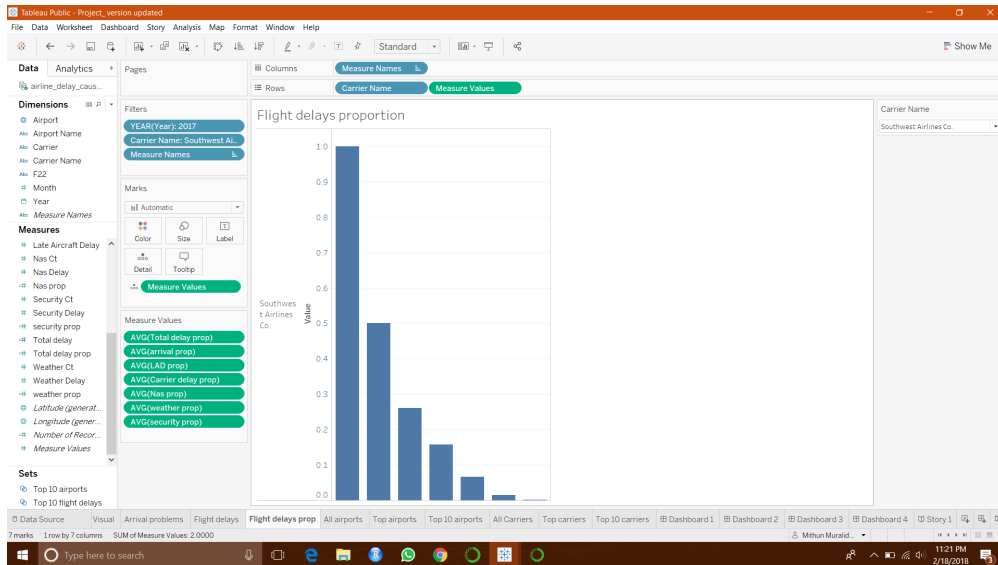 Tableau Public - Project_version updated
File Data Worksheet Dashboard Story Analysis Map Format Window Help
Standard
Show Me
Data Analytics
airline_delay_caus...
Dimensions
Airport
Abc Airport Name
Abc Carrier
Abc Carrier Name
Abc F22
# Month
Year
Abc Measure Names
Measures
# Late Aircraft Delay
# Nas Ct
# Nas Delay
=# Nas prop
# Security Ct
# Security Delay
=# security prop
=# Total delay
=# Total delay prop
# Weather Ct
# Weather Delay
=# weather prop
Latitude (generat...
Longitude (gener...
=# Number of Recor...
# Measure Values
Sets
Top 10 airports
Top 10 flight delays
Pages
Filters
YEAR(Year): 2017
Carrier Name: Southwest Ai..
Measure Names
Marks
Automatic
Color Size Label
Detail Tooltip
Measure Values
Measure Values
AVG(Total delay prop)
AVG(arrival prop)
AVG(LAD prop)
AVG(Carrier delay prop)
AVG(Nas prop)
AVG(weather prop)
AVG(security prop)
Columns Measure Names
Rows Carrier Name Measure Values
Flight delays proportion
1.0
0.9
0.8
0.7
0.6
0.5
0.4
0.3
0.2
0.1
0.0
Value
Southwes
t Airlines
Co.
Carrier Name
Southwest Airlines Co.
Data Source Visual Arrival problems Flight delays Flight delays prop All airports Top airports Top 10 airports All Carriers Top carriers Top 10 carriers Dashboard 1 Dashboard 2 Dashboard 3 Dashboard 4 Story 1
7 marks 1 row by 7 columns SUM of Measure Values: 2.0000
Mithun Muralid...
Type here to search
11:21 PM
2/18/2018